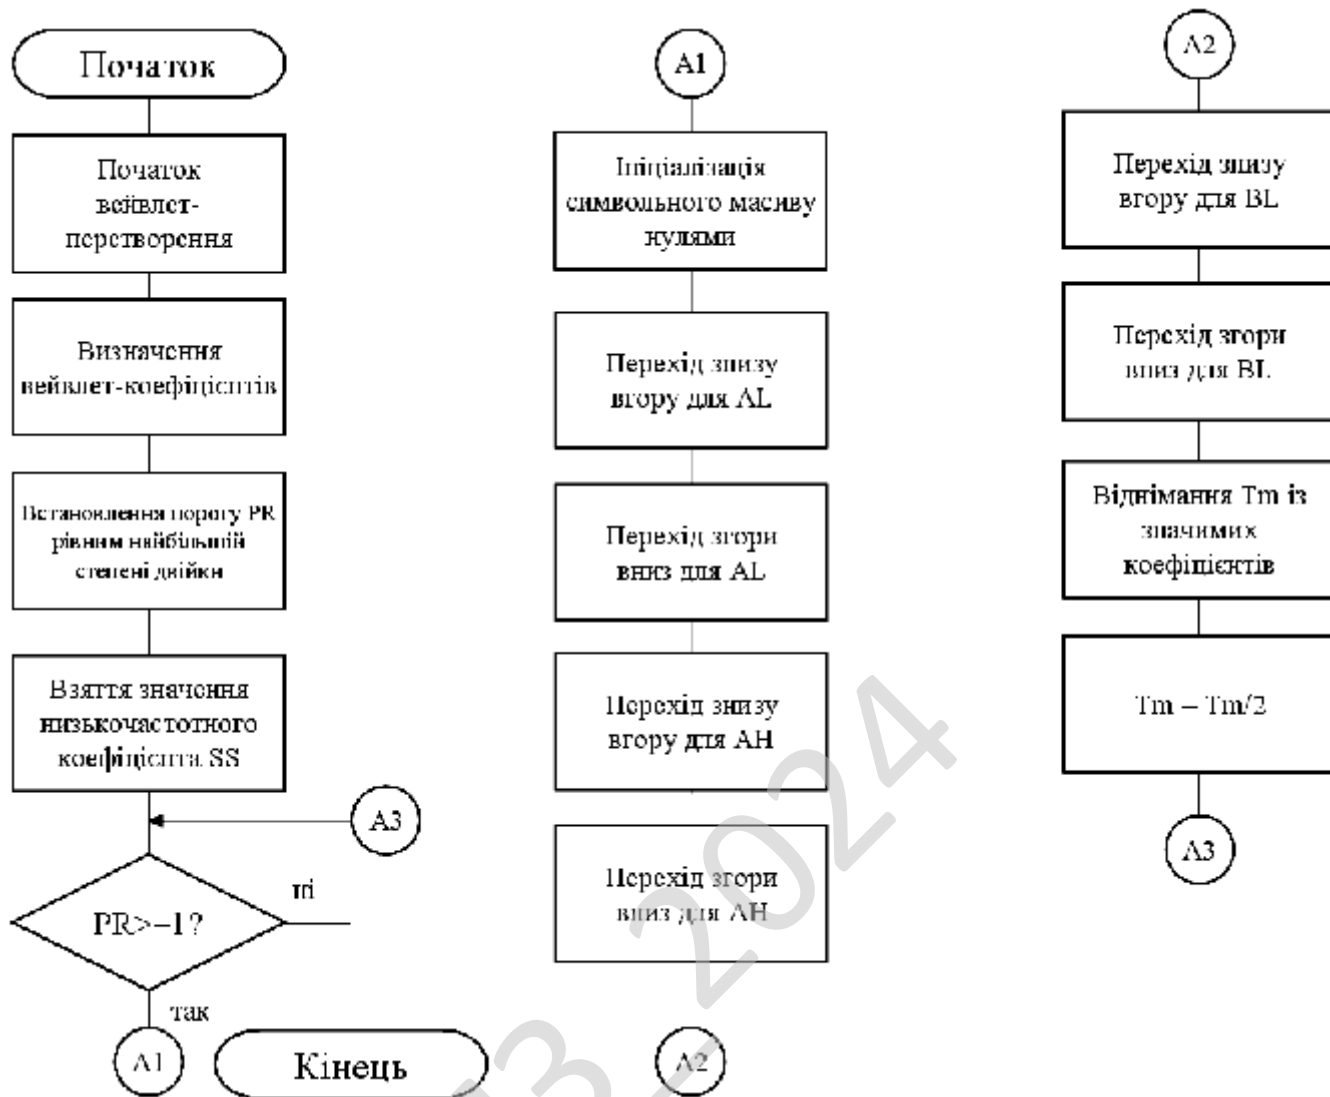 Початок
Початок
вейвлет-
перетворення
Визначення
вейвлет-коефіцієнтів
Встановлення порогу PR
рівним найбільшій
степені двійки
Взяття значення
низькочастотного
коефіцієнта SS
A3
PR>=1?
ні
так
A1
Кінець
A1
Ініціалізація
символьного масиву
нулями
Перехід знизу
вгору для AL
Перехід згори
вниз для AL
Перехід знизу
вгору для AH
Перехід згори
вниз для AH
A2
A2
Перехід знизу
вгору для BL
Перехід згори
вниз для BL
Віднімання Tm із
значимих
коефіцієнтів
Tm = Tm/2
A3
2024